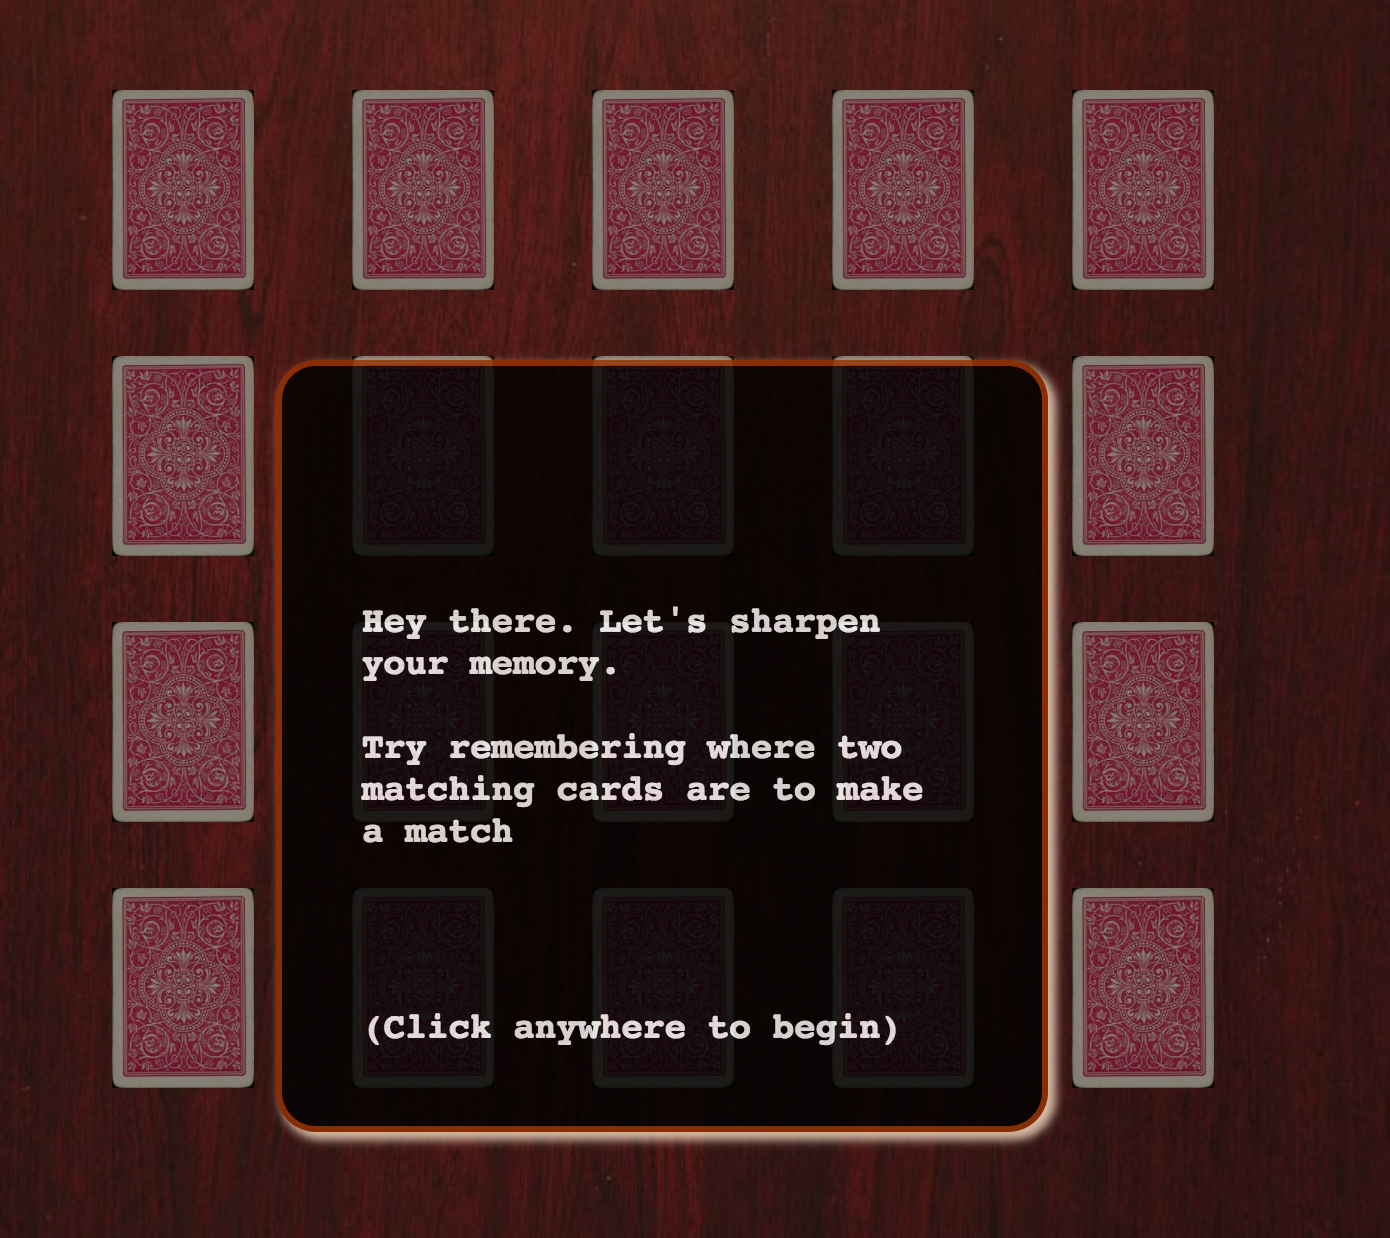 Hey there. Let's sharpen
your memory.
Try remembering where two
matching cards are to make
a match
(Click anywhere to begin)